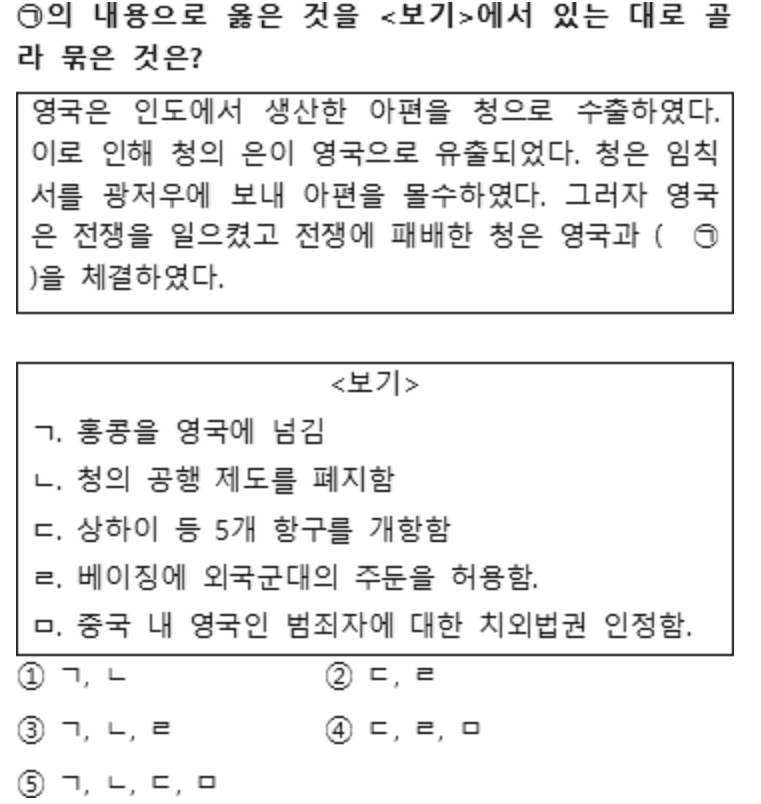 ㉠의 내용으로 옳은 것을 <보기>에서 있는 대로 골
라 묶은 것은?
영국은 인도에서 생산한 아편을 청으로 수출하였다.
이로 인해 청의 은이 영국으로 유출되었다. 청은 임칙
서를 광저우에 보내 아편을 몰수하였다. 그러자 영국
은 전쟁을 일으켰고 전쟁에 패배한 청은 영국과 ( ㉠
)을 체결하였다.
<보기>
ㄱ. 홍콩을 영국에 넘김
ㄴ. 청의 공행 제도를 폐지함
ㄷ. 상하이 등 5개 항구를 개항함
ㄹ. 베이징에 외국군대의 주둔을 허용함.
ㅁ. 중국 내 영국인 범죄자에 대한 치외법권 인정함.
① ㄱ, ㄴ ② ㄷ, ㄹ
③ ㄱ, ㄴ, ㄹ ④ ㄷ, ㄹ, ㅁ
⑤ ㄱ, ㄴ, ㄷ, ㅁ